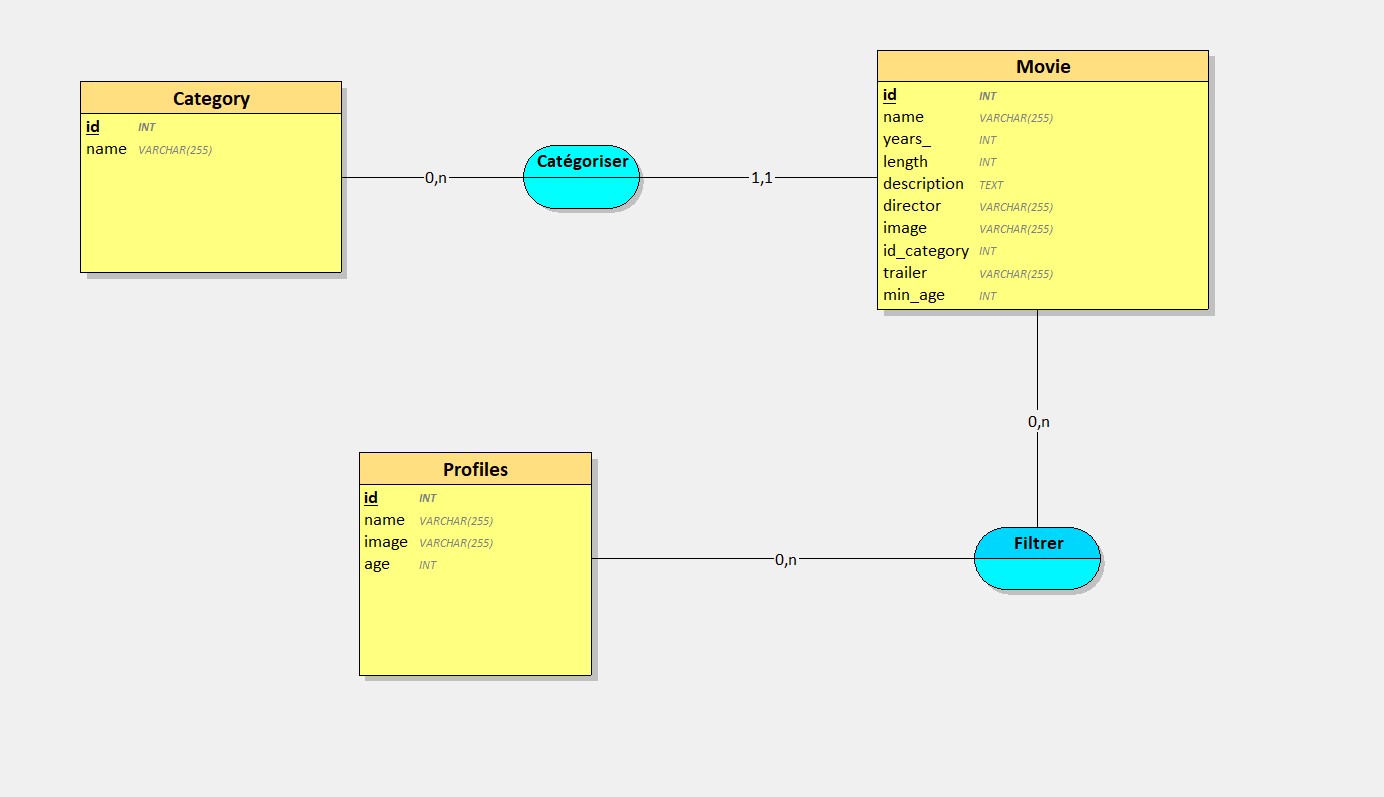 Category
id INT
name VARCHAR(255)
0,n
Catégoriser
1,1
Movie
id INT
name VARCHAR(255)
years_ INT
length INT
description TEXT
director VARCHAR(255)
image VARCHAR(255)
id_category INT
trailer VARCHAR(255)
min_age INT
0,n
Profiles
id INT
name VARCHAR(255)
image VARCHAR(255)
age INT
0,n
Filtrer